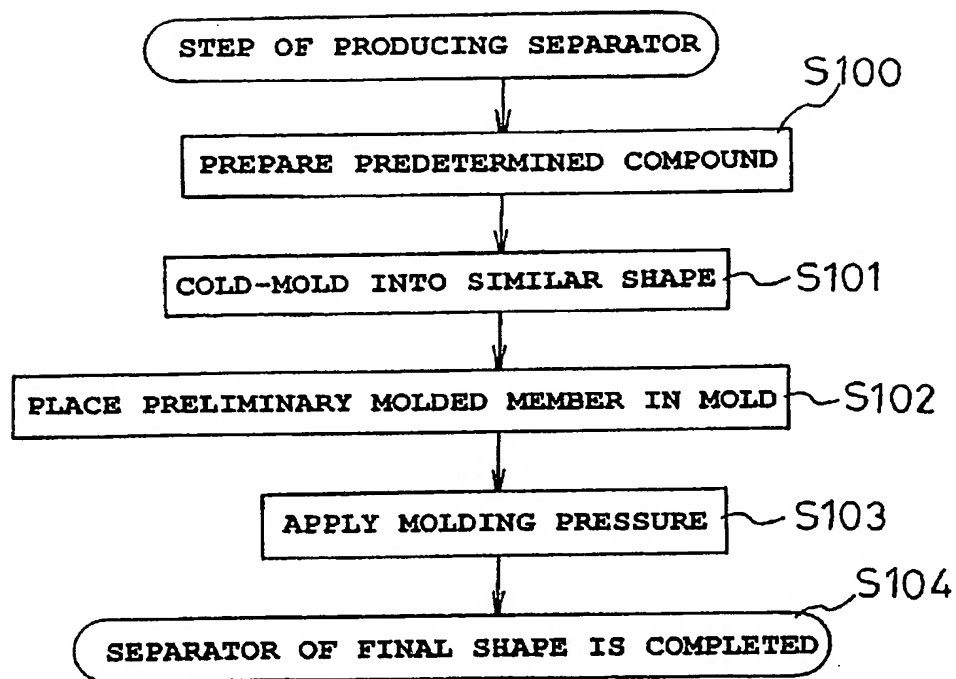 STEP OF PRODUCING SEPARATOR
S100
PREPARE PREDETERMINED COMPOUND
COLD-MOLD INTO SIMILAR SHAPE
S101
PLACE PRELIMINARY MOLDED MEMBER IN MOLD
S102
APPLY MOLDING PRESSURE
S103
S104
SEPARATOR OF FINAL SHAPE IS COMPLETED